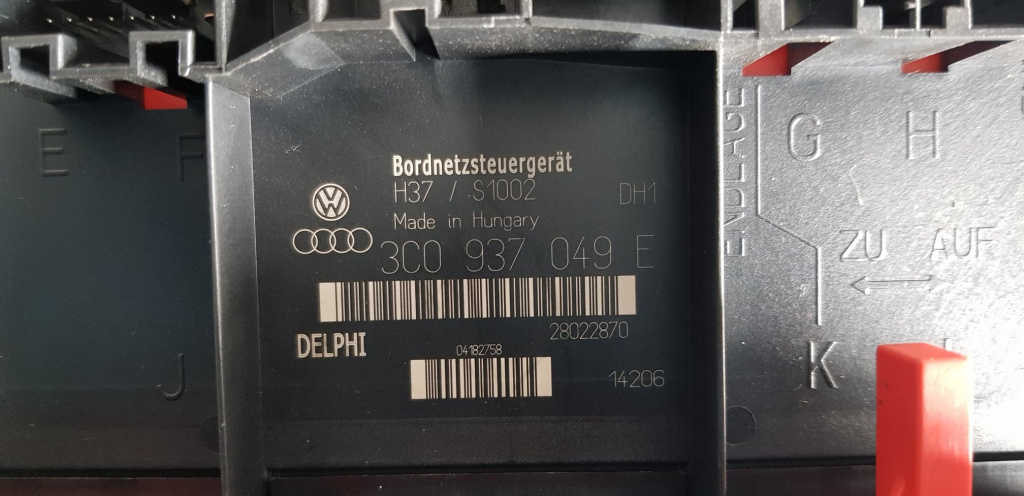 E F
Bordnetzsteuergerät
H37 / S1002 DH1
Made in Hungary
3C0 937 049 E
28022870
DELPHI
04182758
14206
J
ENDLAGE
G H
ZU AUF
K